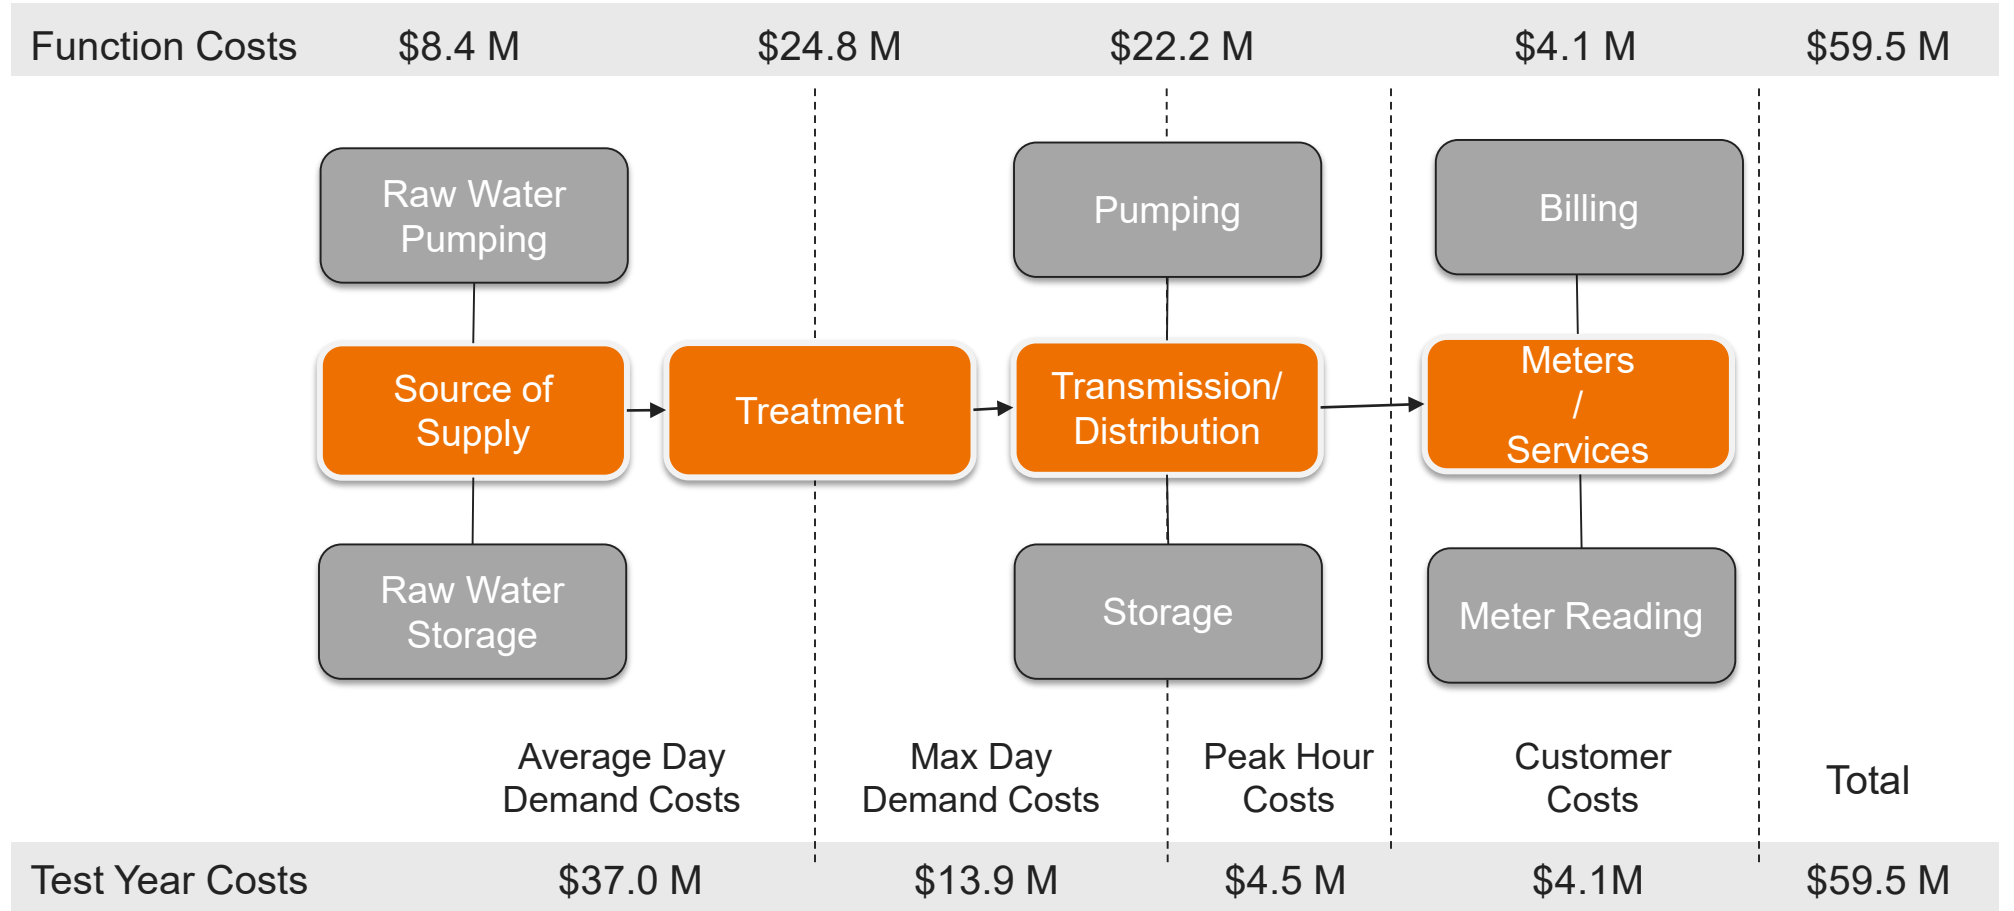 Function Costs $8.4 M $24.8 M $22.2 M $4.1 M $59.5 M
Raw Water
Pumping
Pumping
Billing
Source of
Supply
Treatment
Transmission/
Distribution
Meters
/
Services
Raw Water
Storage
Storage
Meter Reading
Average Day
Demand Costs
Max Day
Demand Costs
Peak Hour
Costs
Customer
Costs
Total
Test Year Costs $37.0 M $13.9 M $4.5 M $4.1M $59.5 M